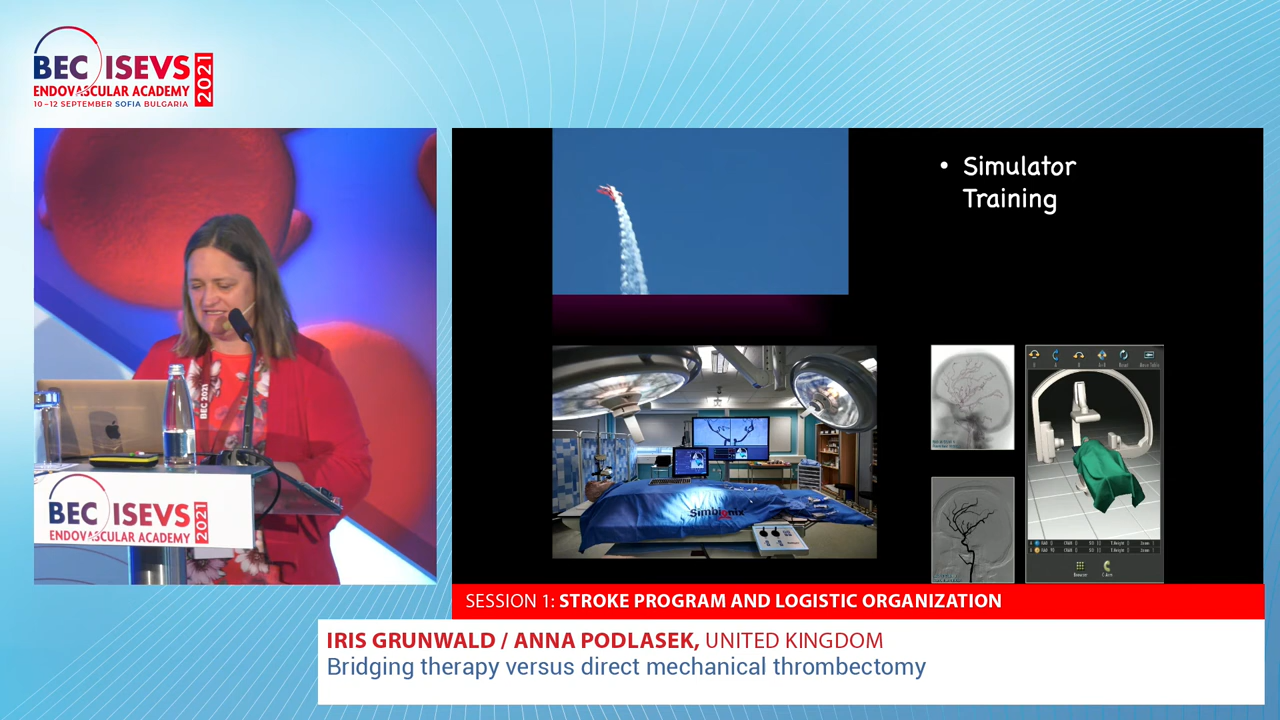 BEC ISEVS 2021
ENDOVASCULAR ACADEMY
10-12 SEPTEMBER SOFIA BULGARIA
• Simulator
Training
BEC 2021
Simbionix
BEC ISEVS 2021
ENDOVASCULAR ACADEMY
SESSION 1: STROKE PROGRAM AND LOGISTIC ORGANIZATION
IRIS GRUNWALD / ANNA PODLASEK, UNITED KINGDOM
Bridging therapy versus direct mechanical thrombectomy